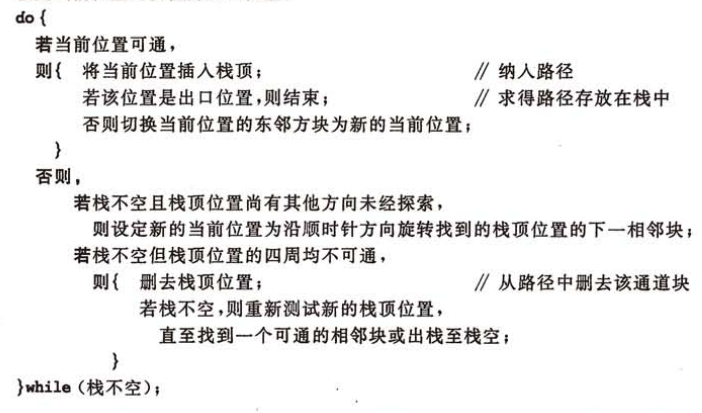 do {
若当前位置可通，
则{ 将当前位置插入栈顶； // 纳入路径
若该位置是出口位置，则结束； // 求得路径存放在栈中
否则切换当前位置的东邻方块为新的当前位置；
}
否则，
若栈不空且栈顶位置尚有其他方向未经探索，
则设定新的当前位置为沿顺时针方向旋转找到的栈顶位置的下一相邻块；
若栈不空但栈顶位置的四周均不可通，
则{ 删去栈顶位置； // 从路径中删去该通道块
若栈不空，则重新测试新的栈顶位置，
直至找到一个可通的相邻块或出栈至栈空；
}
}while（栈不空）；